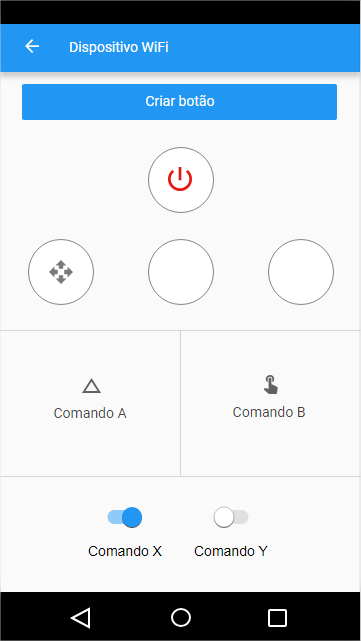 Dispositivo WiFi
Criar botão
Comando A
Comando B
Comando X
Comando Y